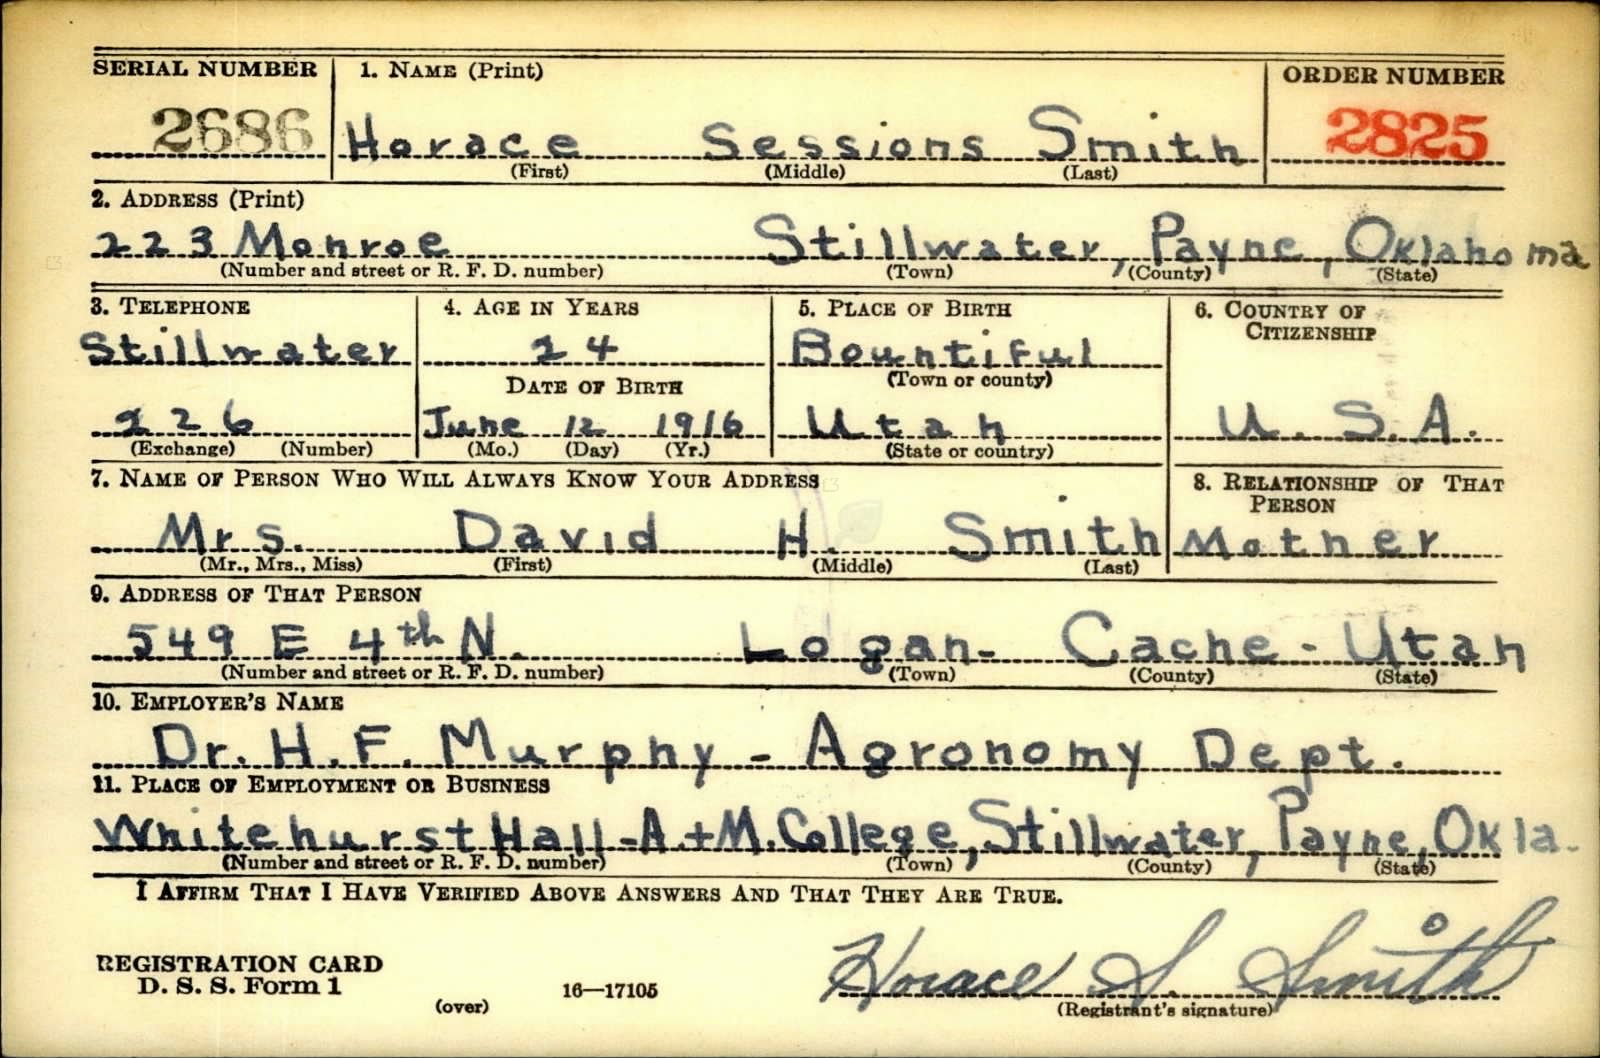 SERIAL NUMBER 1. NAME (Print) ORDER NUMBER
2686 Horace Sessions Smith 2825
(First) (Middle) (Last)
2. ADDRESS (Print)
223 Monroe Stillwater, Payne, Oklahoma
(Number and street or R. F. D. number) (Town) (County) (State)
3. TELEPHONE 4. AGE IN YEARS 5. PLACE OF BIRTH 6. COUNTRY OF
CITIZENSHIP
Stillwater 24 Bountiful
DATE OF BIRTH (Town or county)
226 June 12 1916 Utah U.S.A.
(Exchange) (Number) (Mo.) (Day) (Yr.) (State or country)
7. NAME OF PERSON WHO WILL ALWAYS KNOW YOUR ADDRESS 8. RELATIONSHIP OF THAT
PERSON
Mrs. David H. Smith Mother
(Mr., Mrs., Miss) (First) (Middle) (Last)
9. ADDRESS OF THAT PERSON
549 E 4th N. Logan- Cache - Utah
(Number and street or R. F. D. number) (Town) (County) (State)
10. EMPLOYER'S NAME
Dr. H. F. Murphy - Agronomy Dept.
11. PLACE OF EMPLOYMENT OR BUSINESS
Whitehurst Hall - A.+M. College, Stillwater, Payne, Okla.
(Number and street or R. F. D. number) (Town) (County) (State)
I AFFIRM THAT I HAVE VERIFIED ABOVE ANSWERS AND THAT THEY ARE TRUE.
REGISTRATION CARD
D. S. S. Form 1 Horace S. Smith
(over) 16—17105 (Registrant's signature)